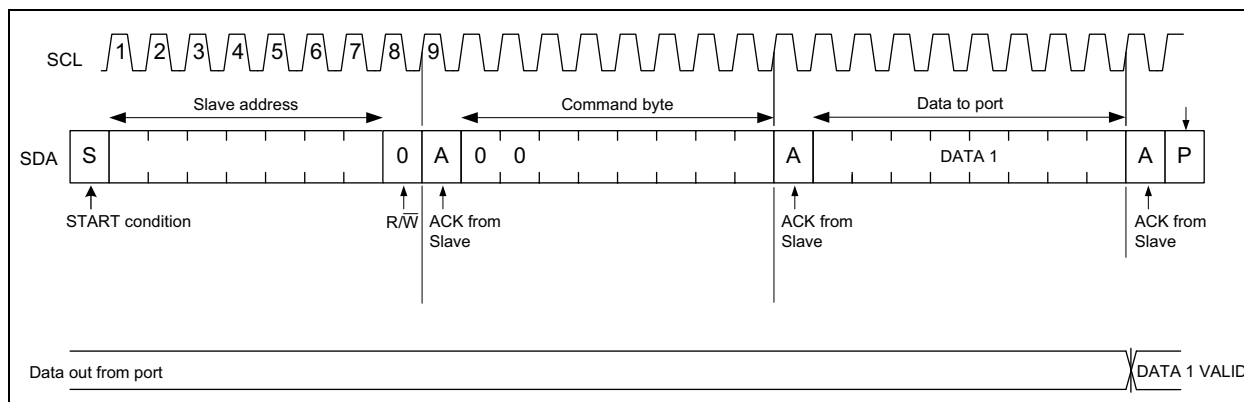 SCL 1 2 3 4 5 6 7 8 9
Slave address Command byte Data to port
SDA S 0 A 0 0 A DATA 1 A P
START condition R/W̅ ACK from Slave ACK from Slave ACK from Slave
Data out from port DATA 1 VALID